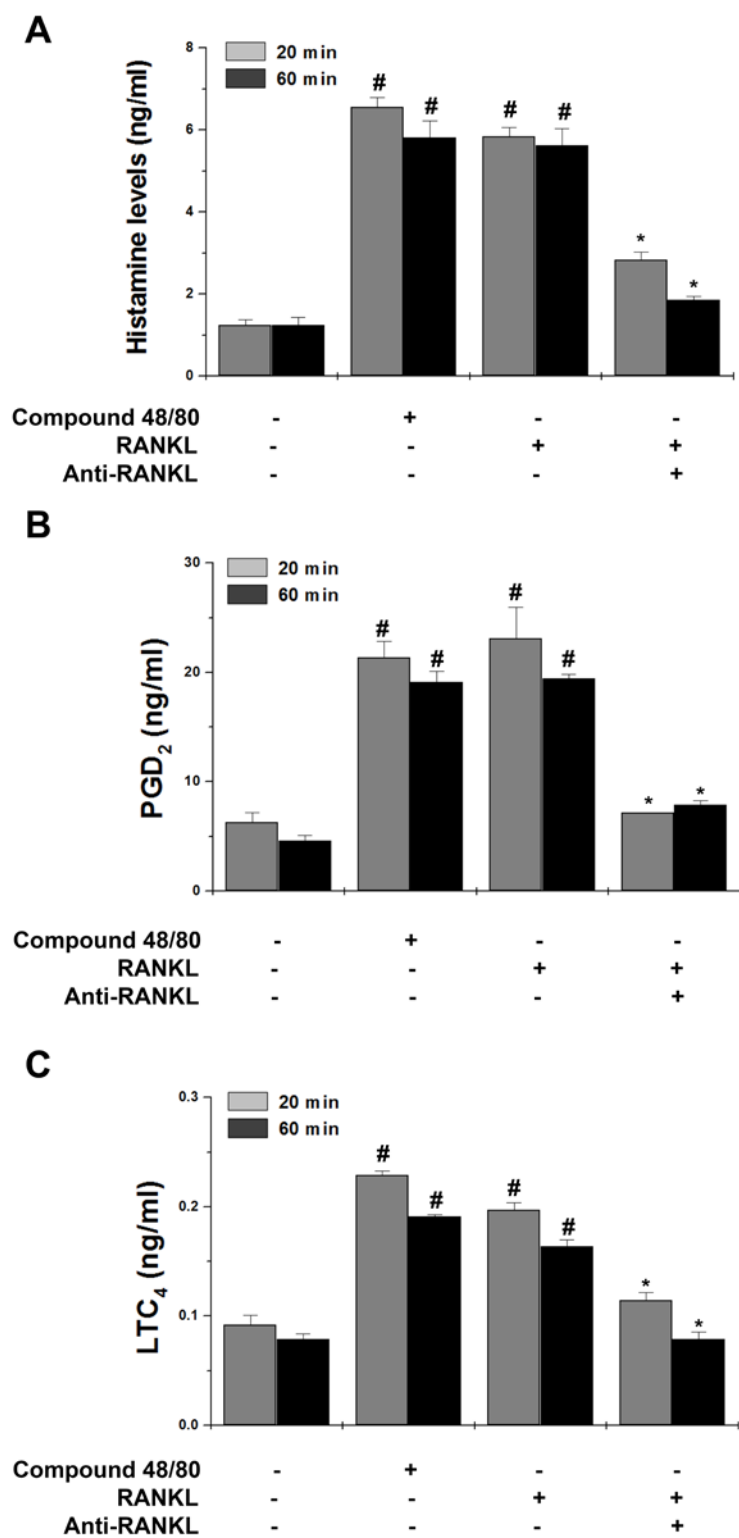 A
20 min
60 min
Histamine levels (ng/ml)
8
6
4
2
0
# # # # * *
Compound 48/80 - + - -
RANKL - - + +
Anti-RANKL - - - +
B
20 min
60 min
PGD2 (ng/ml)
30
20
10
0
# # # # * *
Compound 48/80 - + - -
RANKL - - + +
Anti-RANKL - - - +
C
20 min
60 min
LTC4 (ng/ml)
0.3
0.2
0.1
0.0
# # # # * *
Compound 48/80 - + - -
RANKL - - + +
Anti-RANKL - - - +